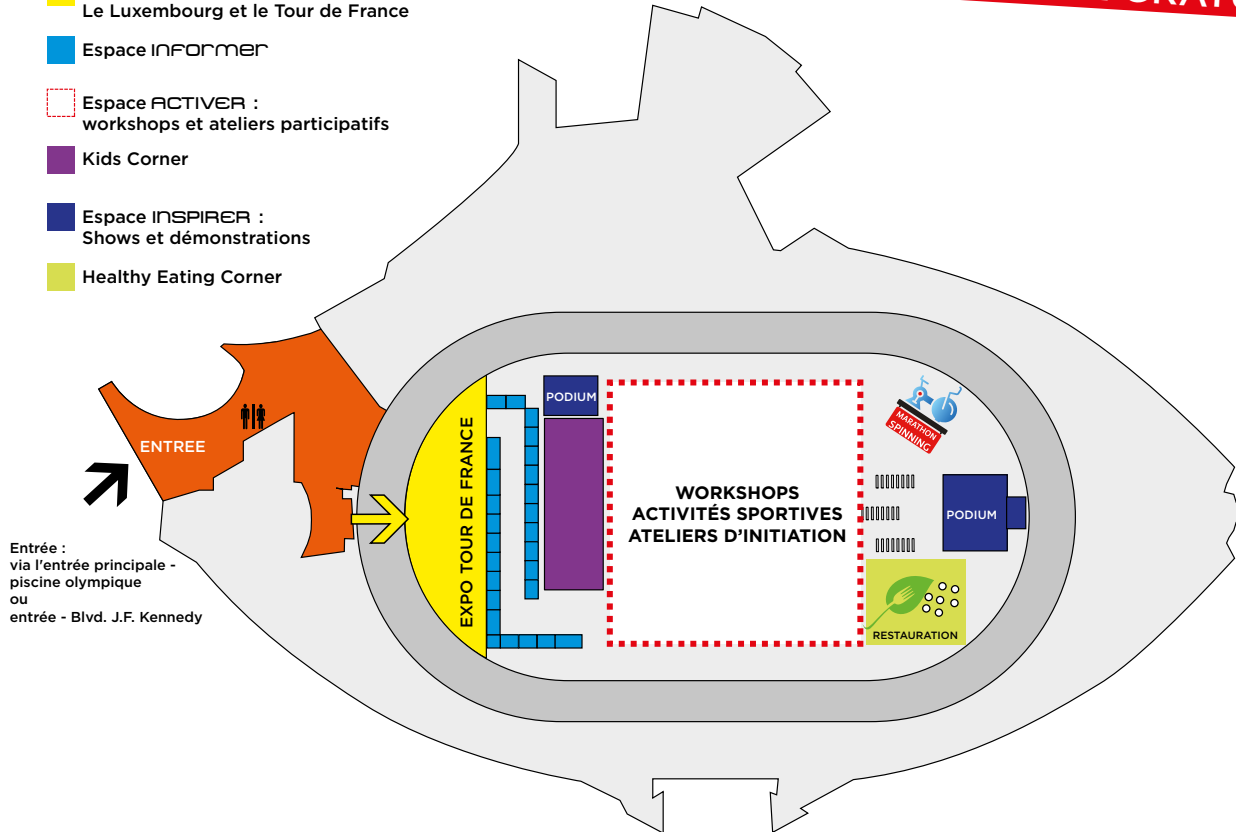 Le Luxembourg et le Tour de France
Espace INFORMER
Espace ACTIVER :
workshops et ateliers participatifs
Kids Corner
Espace INSPIRER :
Shows et démonstrations
Healthy Eating Corner
ENTREE
Entrée :
via l'entrée principale -
piscine olympique
ou
entrée - Blvd. J.F. Kennedy
EXPO TOUR DE FRANCE
PODIUM
WORKSHOPS
ACTIVITÉS SPORTIVES
ATELIERS D'INITIATION
MARATHON
SPINNING
PODIUM
RESTAURATION